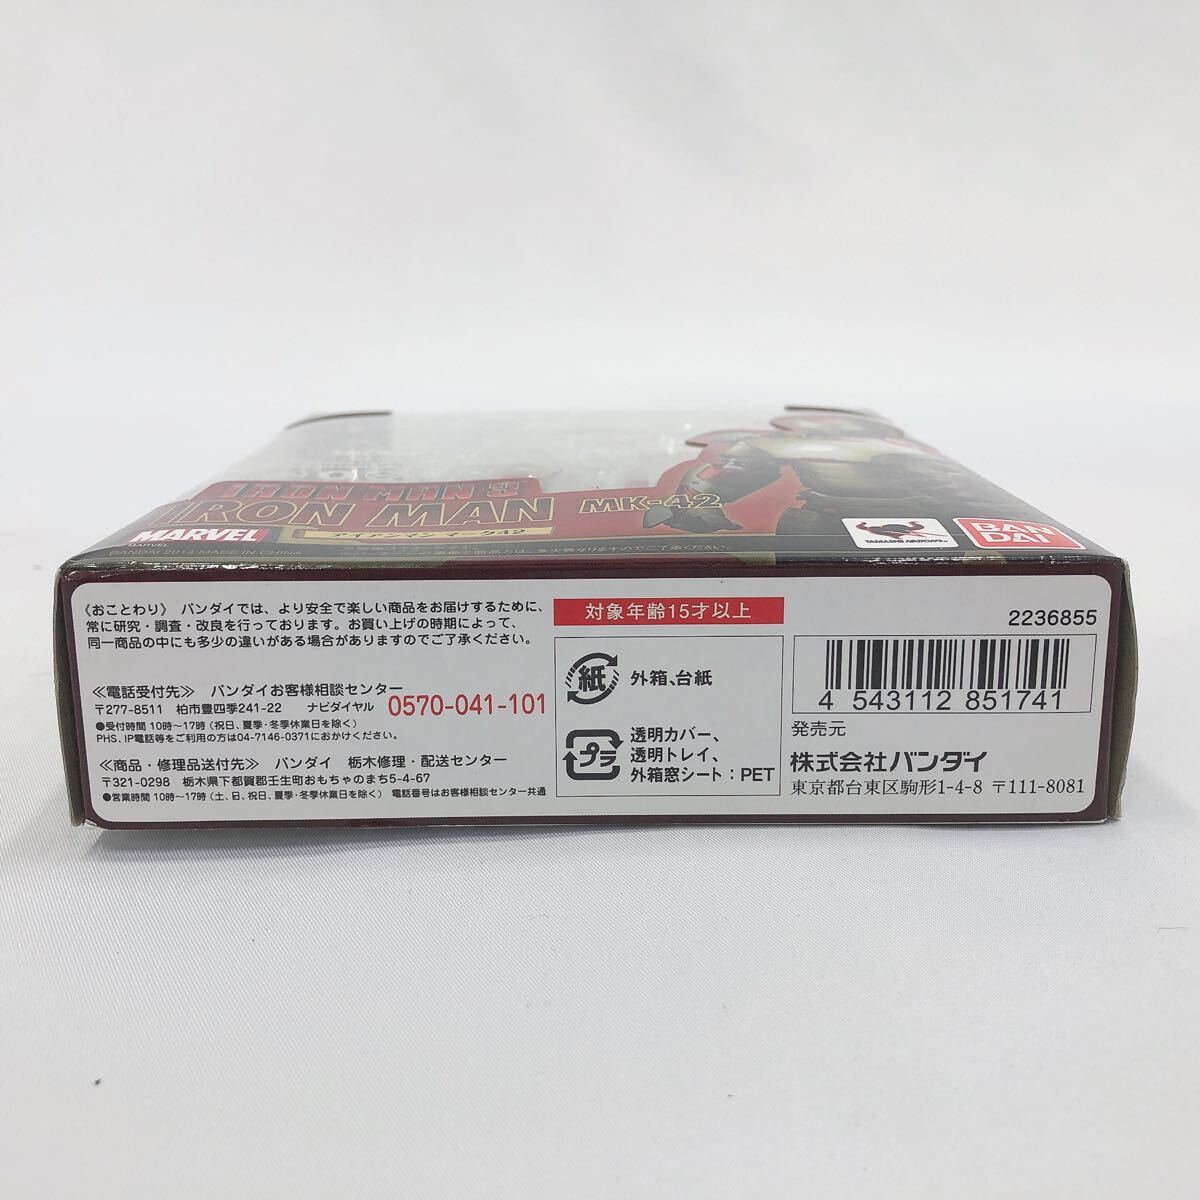 IRON MAN 3
IRON MAN MK-42
アイアンマン マーク42
MARVEL
MARVEL
BANDAI 2013 MADE IN CHINA
TAMASHII NATIONS
BAN
DAI
《おことわり》 バンダイでは、より安全で楽しい商品をお届けするために、
常に研究・調査・改良を行っております。お買い上げの時期によって、
同一商品の中にも多少の違いがある場合がありますのでご了承ください。
≪電話受付先≫ バンダイお客様相談センター
〒277-8511 柏市豊四季241-22 ナビダイヤル 0570-041-101
●受付時間 10時〜17時(祝日、夏季・冬季休業日を除く)
PHS、IP電話等をご利用の方は04-7146-0371におかけください。
≪商品・修理品送付先≫ バンダイ 栃木修理・配送センター
〒321-0298 栃木県下都賀郡壬生町おもちゃのまち5-4-67
●営業時間 10時〜17時(土、日、祝日、夏季・冬季休業日を除く) 電話番号はお客様相談センター共通
対象年齢15才以上
紙 外箱、台紙
プラ 透明カバー、
透明トレイ、
外箱窓シート：PET
2236855
4 543112 851741
発売元
株式会社バンダイ
東京都台東区駒形1-4-8 〒111-8081